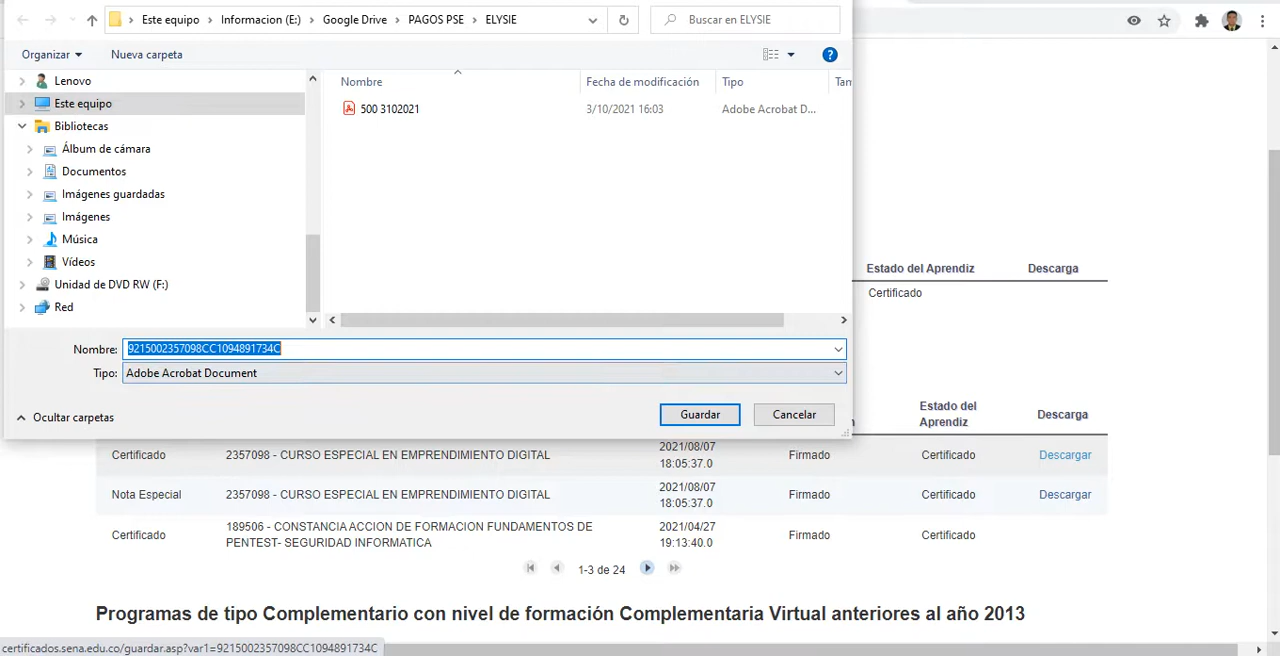 Este equipo > Informacion (E:) > Google Drive > PAGOS PSE > ELYSIE
Buscar en ELYSIE
Organizar
Nueva carpeta
?
Lenovo
Este equipo
Bibliotecas
Álbum de cámara
Documentos
Imágenes guardadas
Imágenes
Música
Vídeos
Unidad de DVD RW (F:)
Red
Nombre Fecha de modificación Tipo Tam
500 3102021 3/10/2021 16:03 Adobe Acrobat D...
Nombre: 9215002357098CC1094891734C
Tipo: Adobe Acrobat Document
Ocultar carpetas
Guardar
Cancelar
Estado del Aprendiz Descarga
Certificado
Estado del
Aprendiz
Descarga
n
Certificado 2357098 - CURSO ESPECIAL EN EMPRENDIMIENTO DIGITAL 2021/08/07
18:05:37.0 Firmado Certificado Descargar
Nota Especial 2357098 - CURSO ESPECIAL EN EMPRENDIMIENTO DIGITAL 2021/08/07
18:05:37.0 Firmado Certificado Descargar
Certificado 189506 - CONSTANCIA ACCION DE FORMACION FUNDAMENTOS DE
PENTEST- SEGURIDAD INFORMATICA 2021/04/27
19:13:40.0 Firmado Certificado
1-3 de 24
Programas de tipo Complementario con nivel de formación Complementaria Virtual anteriores al año 2013
certificados.sena.edu.co/guardar.asp?var1=9215002357098CC1094891734C